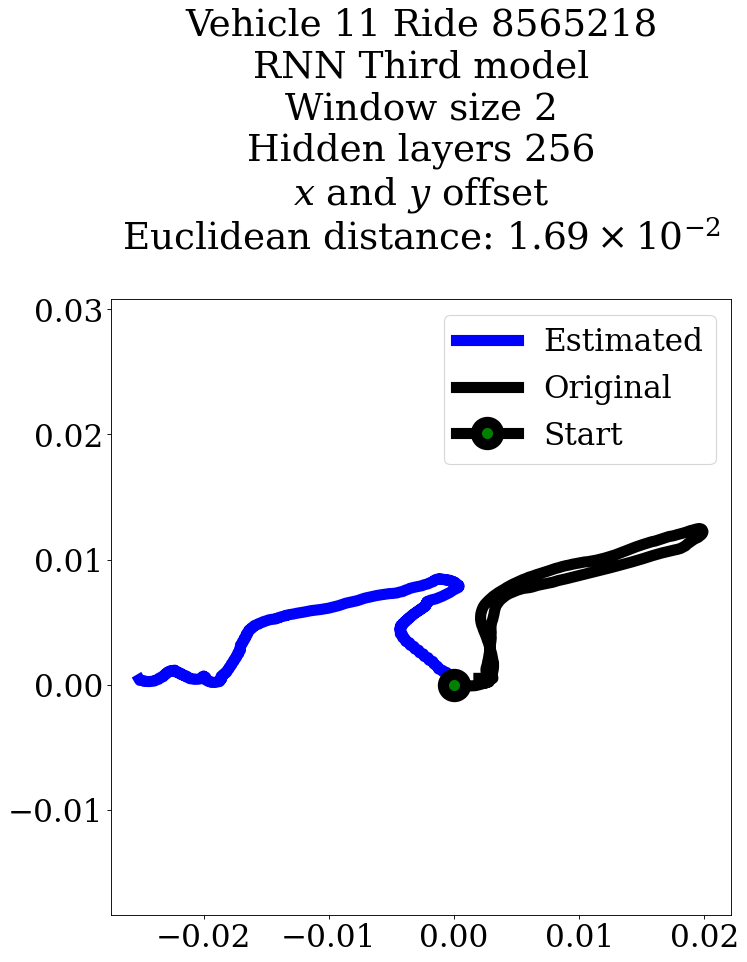 Vehicle 11 Ride 8565218
RNN Third model
Window size 2
Hidden layers 256
x and y offset
Euclidean distance: 1.69 × 10⁻²
0.03
0.02
0.01
0.00
−0.01
Estimated
Original
Start
−0.02
−0.01
0.00
0.01
0.02